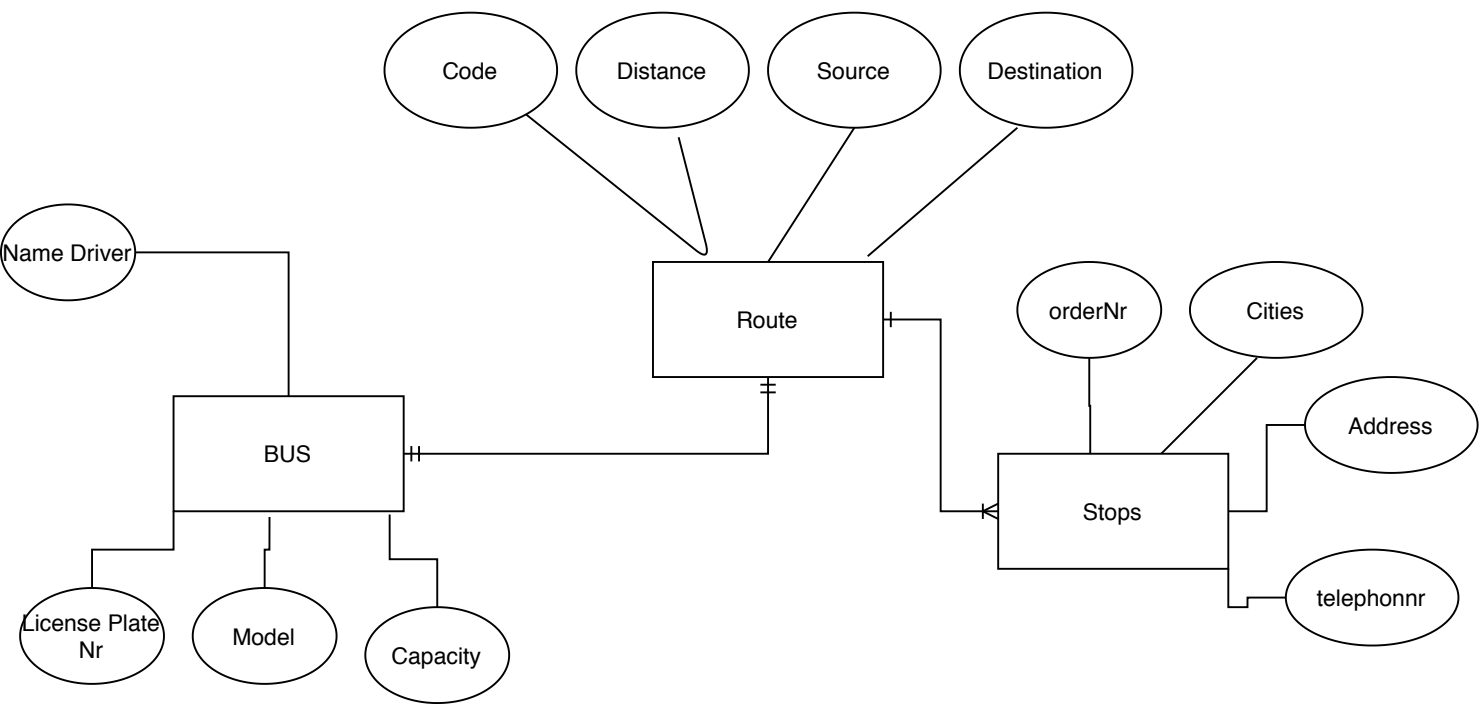 Code
Distance
Source
Destination
Name Driver
Route
orderNr
Cities
BUS
Address
Stops
License Plate
Nr
Model
Capacity
telephonnr